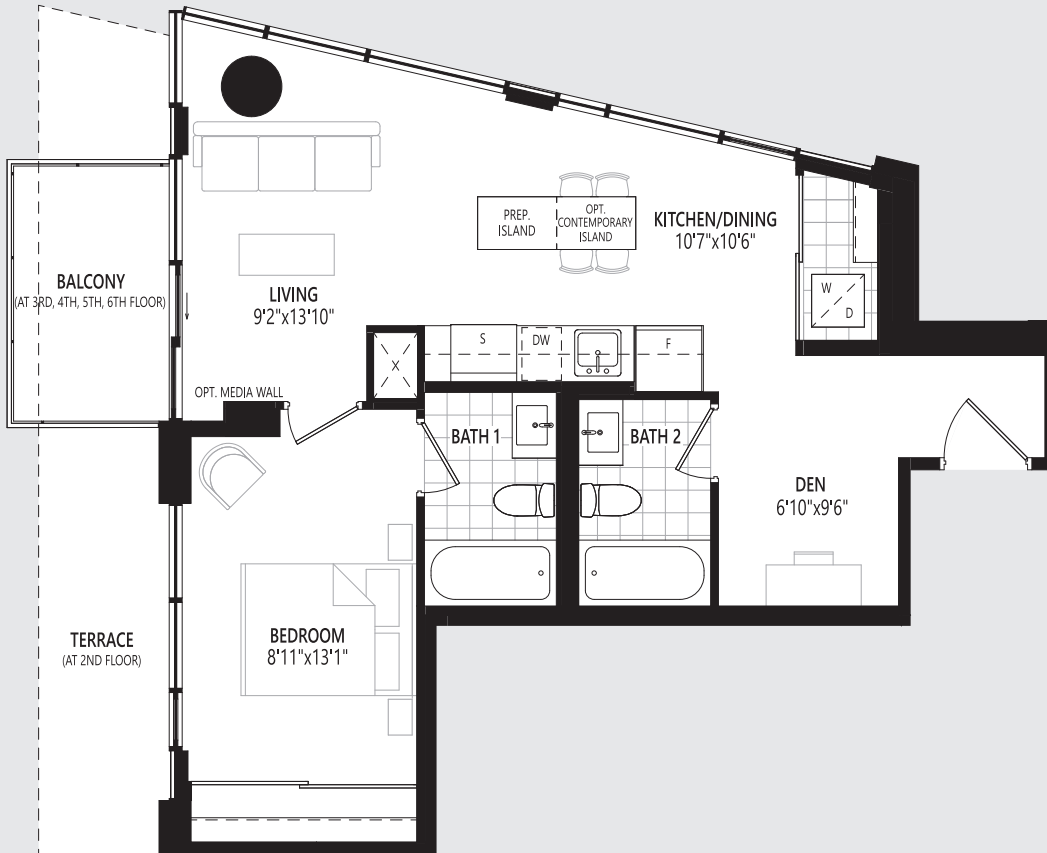 PREP.
ISLAND
OPT.
CONTEMPORARY
ISLAND
KITCHEN/DINING
10'7"x10'6"
BALCONY
(AT 3RD, 4TH, 5TH, 6TH FLOOR)
LIVING
9'2"x13'10"
W
D
S
DW
F
X
OPT. MEDIA WALL
BATH 1
BATH 2
DEN
6'10"x9'6"
TERRACE
(AT 2ND FLOOR)
BEDROOM
8'11"x13'1"